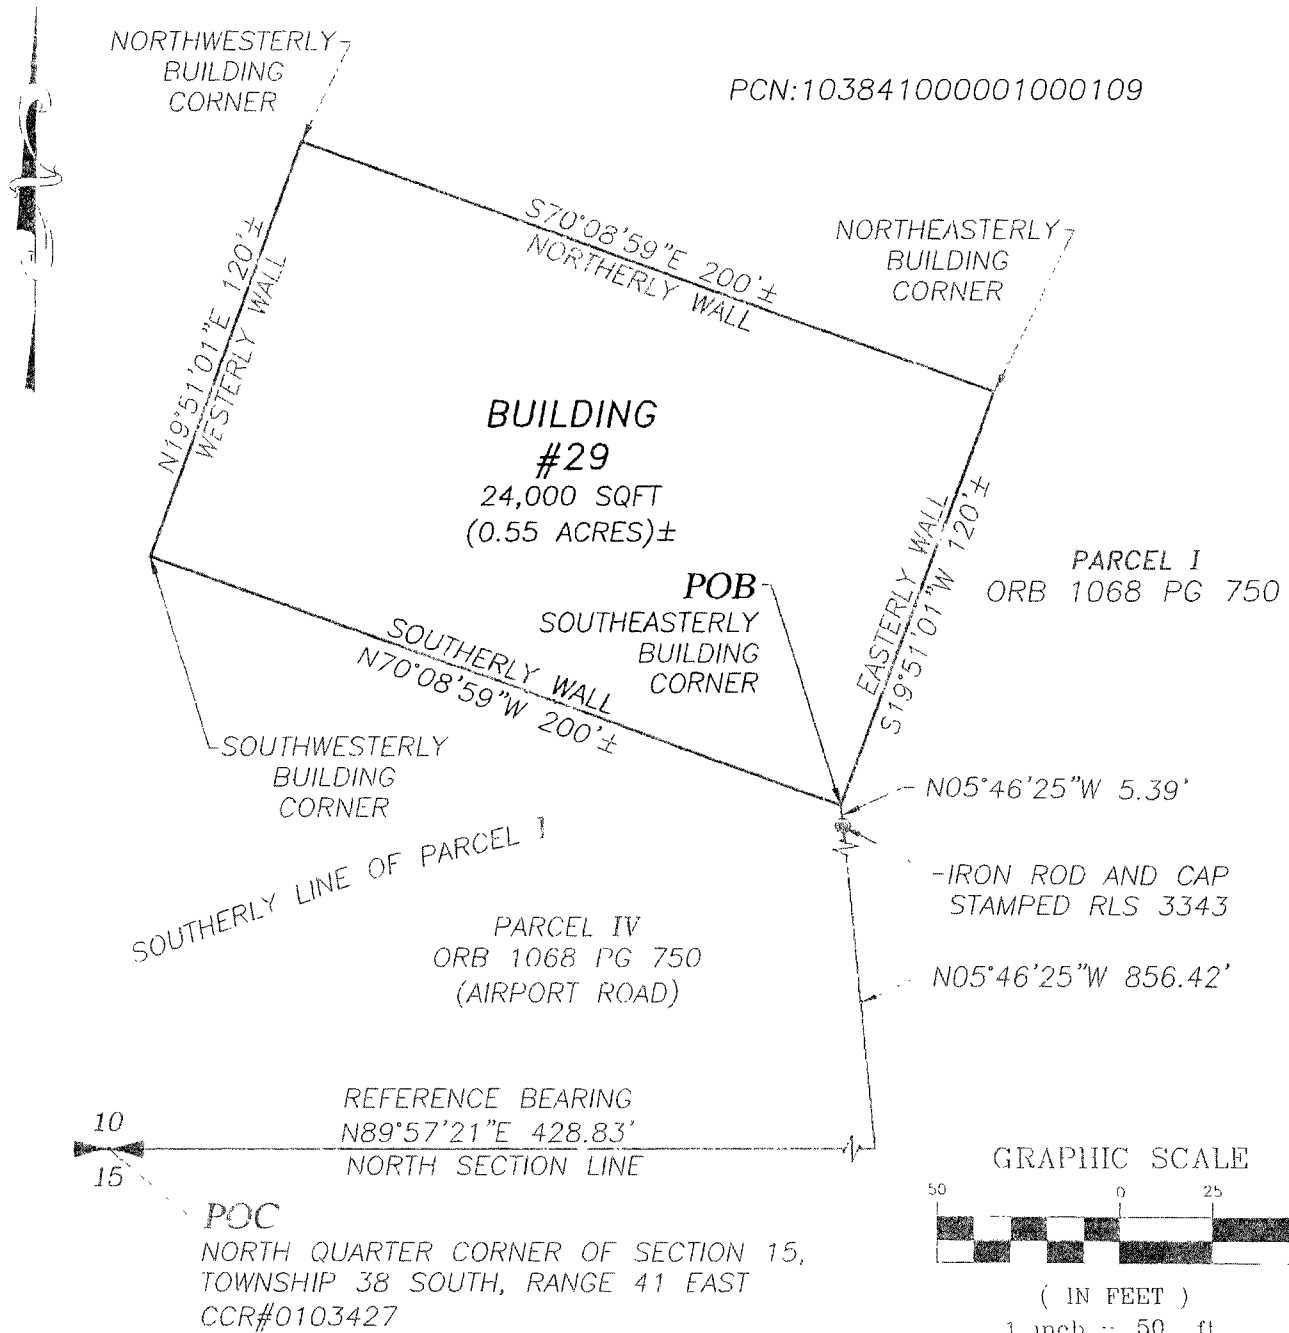 NORTHWESTERLY
BUILDING
CORNER
PCN:103841000001000109
S70°08'59"E 200'±
NORTHERLY WALL
NORTHEASTERLY
BUILDING
CORNER
N19°51'01"E 120'±
WESTERLY WALL
BUILDING
#29
24,000 SQFT
(0.55 ACRES)±
EASTERLY WALL
S19°51'01"W 120'±
PARCEL I
ORB 1068 PG 750
POB
SOUTHEASTERLY
BUILDING
CORNER
SOUTHERLY WALL
N70°08'59"W 200'±
SOUTHWESTERLY
BUILDING
CORNER
N05°46'25"W 5.39'
SOUTHERLY LINE OF PARCEL I
IRON ROD AND CAP
STAMPED RLS 3343
PARCEL IV
ORB 1068 PG 750
(AIRPORT ROAD)
N05°46'25"W 856.42'
REFERENCE BEARING
N89°57'21"E 428.83'
NORTH SECTION LINE
10
15
POC
NORTH QUARTER CORNER OF SECTION 15,
TOWNSHIP 38 SOUTH, RANGE 41 EAST
CCR#0103427
GRAPHIC SCALE
50 0 25
( IN FEET )
1 inch = 50 ft